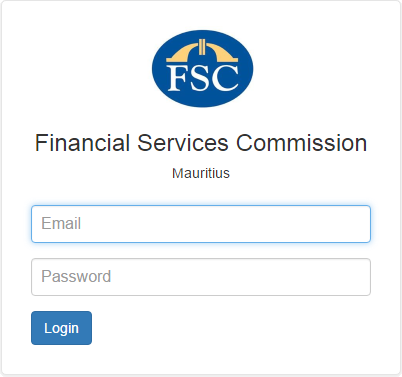 FSC
Financial Services Commission
Mauritius
Email
Password
Login